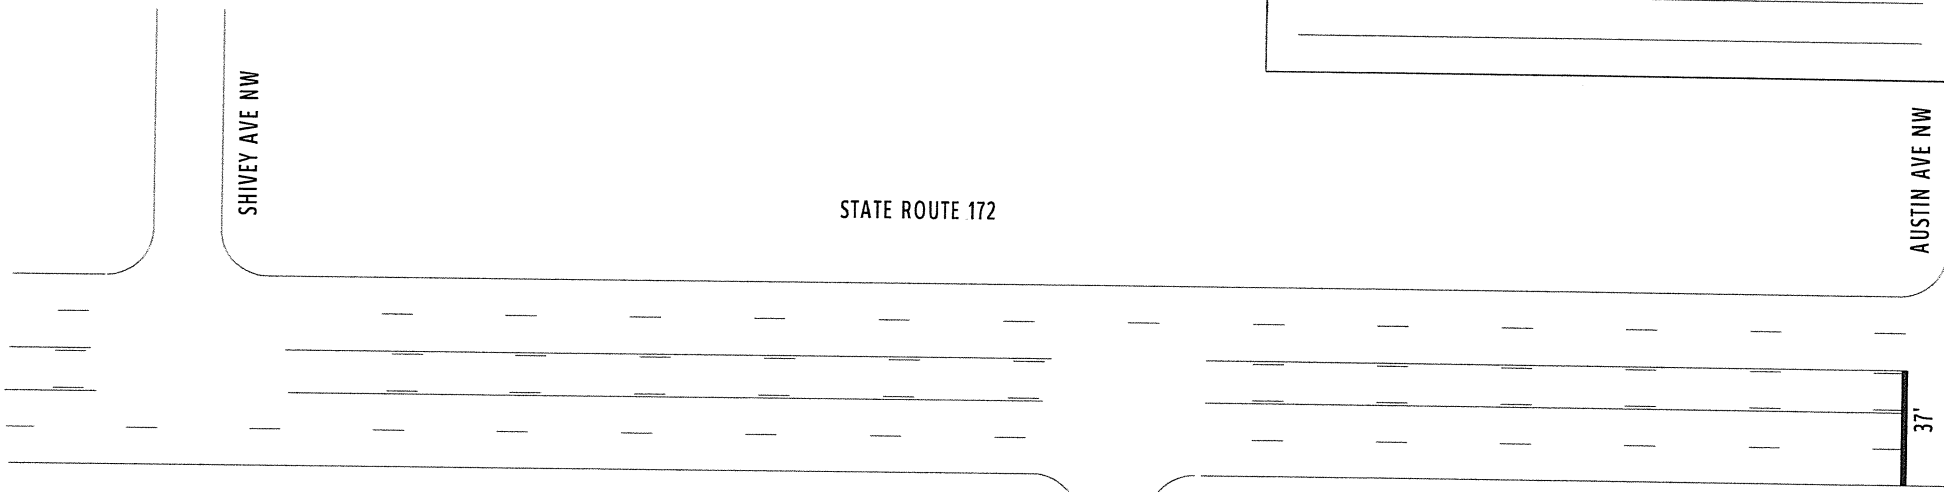 SHIVEY AVE NW
STATE ROUTE 172
AUSTIN AVE NW
37'